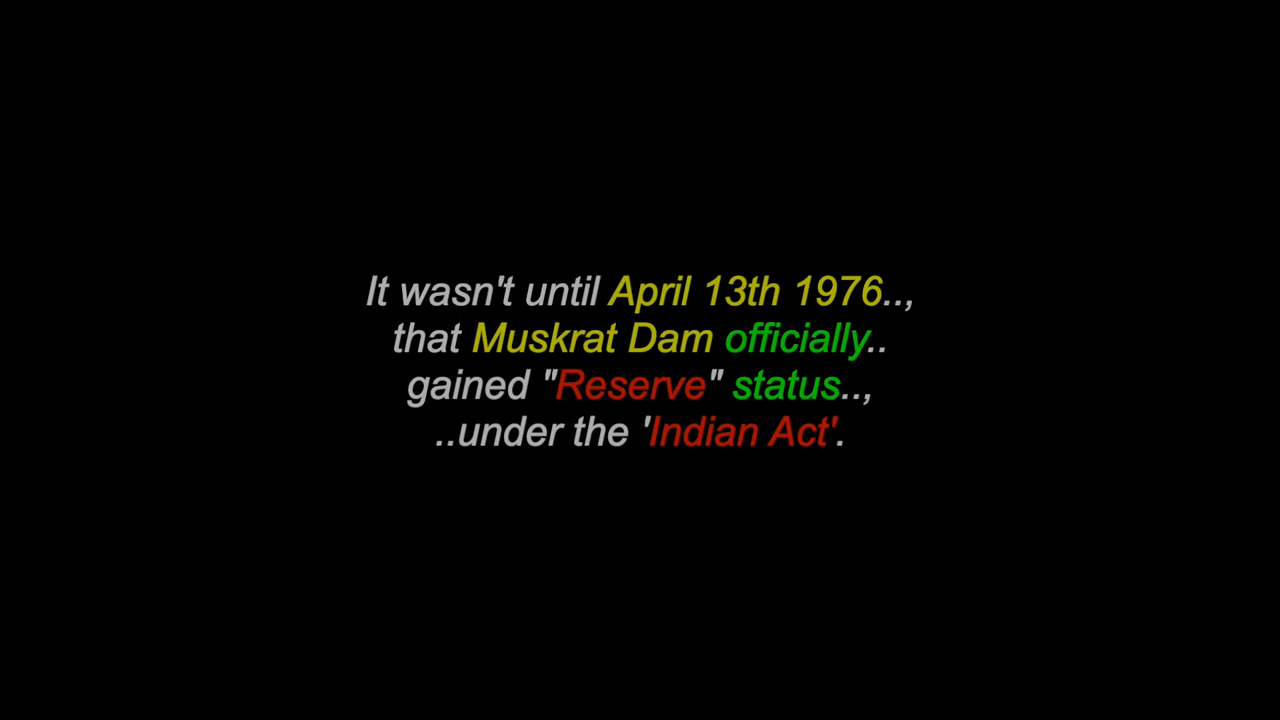 It wasn't until April 13th 1976..,
that Muskrat Dam officially..
gained "Reserve" status..,
..under the 'Indian Act'.